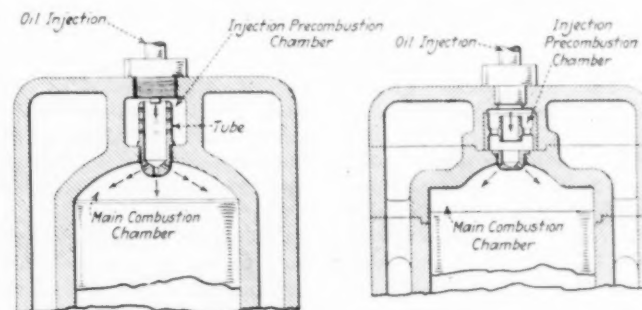 Oil Injection
Injection Precombustion
Chamber
Tube
Main Combustion
Chamber
Oil Injection
Injection
Precombustion
Chamber
Main Combustion
Chamber